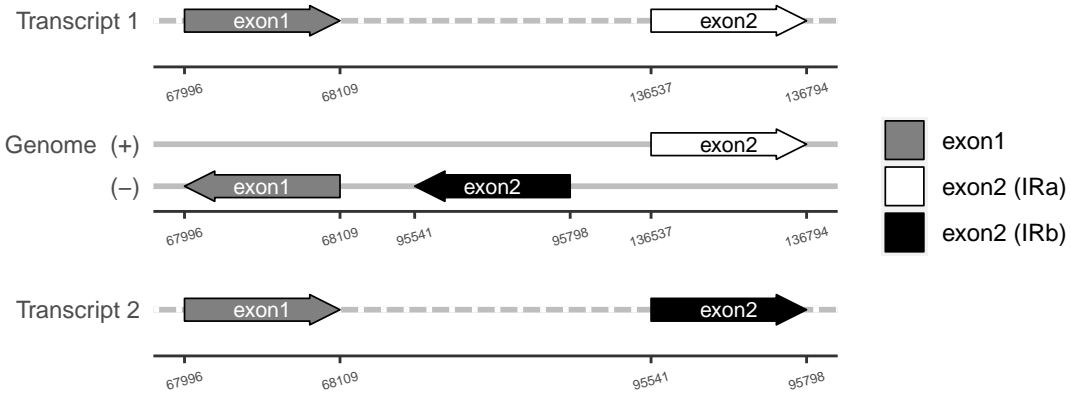 Transcript 1 exon1 exon2
67996 68109 136537 136794
Genome (+) exon2
(−) exon1 exon2
67996 68109 95541 95798 136537 136794
Transcript 2 exon1 exon2
67996 68109 95541 95798
exon1
exon2 (IRa)
exon2 (IRb)